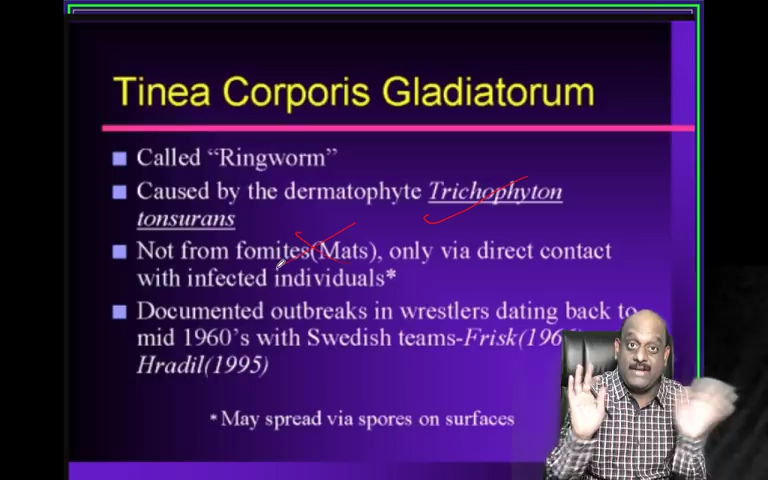 Tinea Corporis Gladiatorum
Called “Ringworm”
Caused by the dermatophyte Trichophyton
tonsurans
Not from fomites(Mats), only via direct contact
with infected individuals*
Documented outbreaks in wrestlers dating back to
mid 1960’s with Swedish teams-Frisk(196
Hradil(1995)
*May spread via spores on surfaces